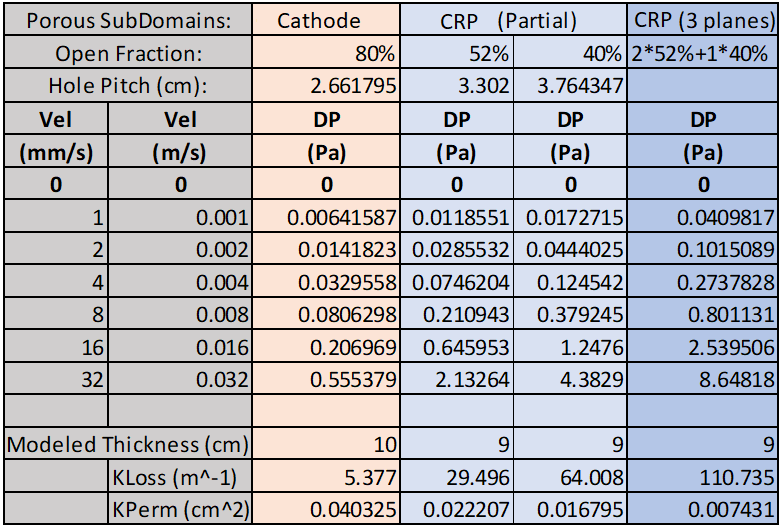 Porous SubDomains: Cathode CRP (Partial) CRP (3 planes)
Open Fraction: 80% 52% 40% 2*52%+1*40%
Hole Pitch (cm): 2.661795 3.302 3.764347
Vel Vel DP DP DP DP
(mm/s) (m/s) (Pa) (Pa) (Pa) (Pa)
0 0 0 0 0 0
1 0.001 0.00641587 0.0118551 0.0172715 0.0409817
2 0.002 0.0141823 0.0285532 0.0444025 0.1015089
4 0.004 0.0329558 0.0746204 0.124542 0.2737828
8 0.008 0.0806298 0.210943 0.379245 0.801131
16 0.016 0.206969 0.645953 1.2476 2.539506
32 0.032 0.555379 2.13264 4.3829 8.64818
Modeled Thickness (cm) 10 9 9 9
KLoss (m^-1) 5.377 29.496 64.008 110.735
KPerm (cm^2) 0.040325 0.022207 0.016795 0.007431